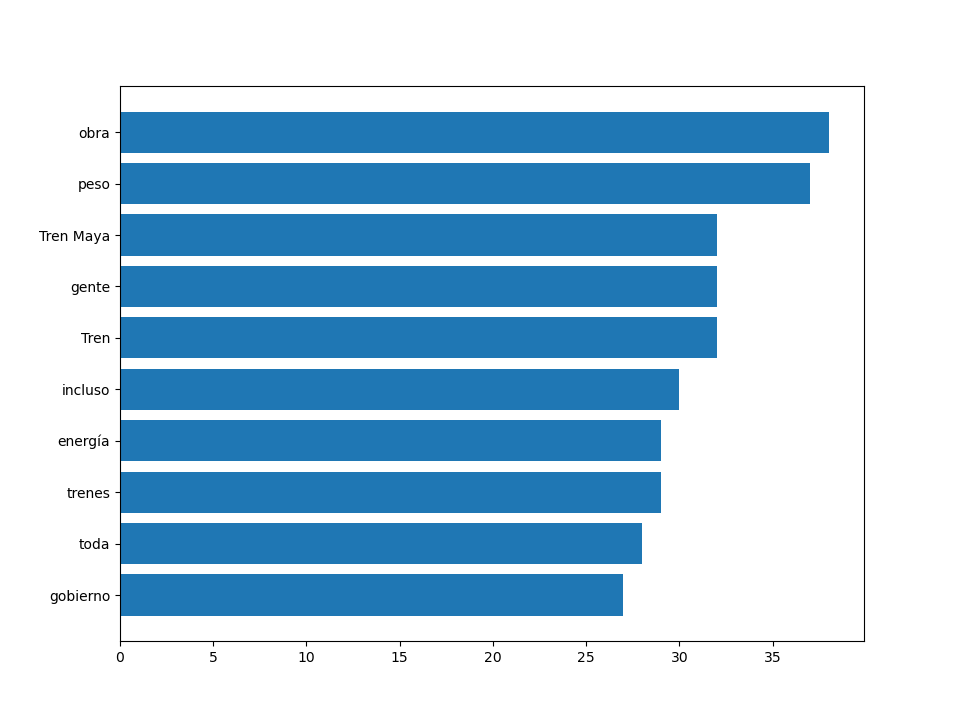 obra
peso
Tren Maya
gente
Tren
incluso
energía
trenes
toda
gobierno
0 5 10 15 20 25 30 35